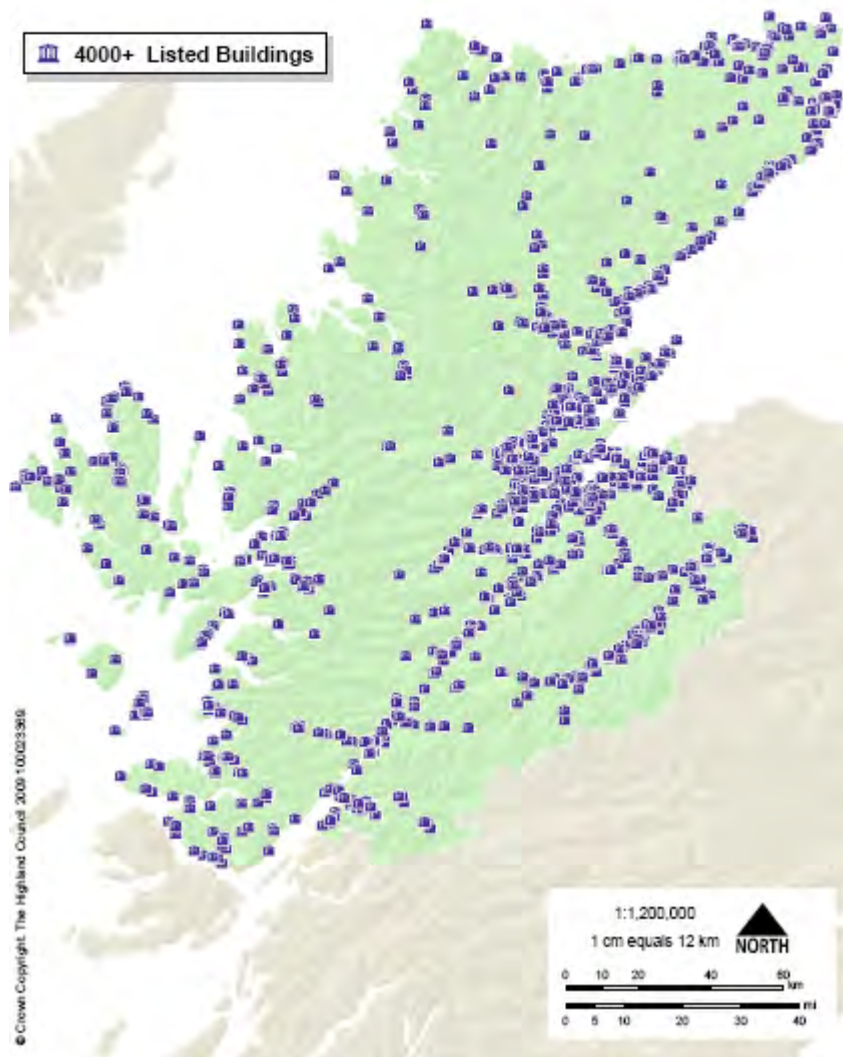 4000+ Listed Buildings
© Crown Copyright. The Highland Council 2009 100023369
1:1,200,000
1 cm equals 12 km
NORTH
0 10 20 40 60
km
mi
0 5 10 20 30 40